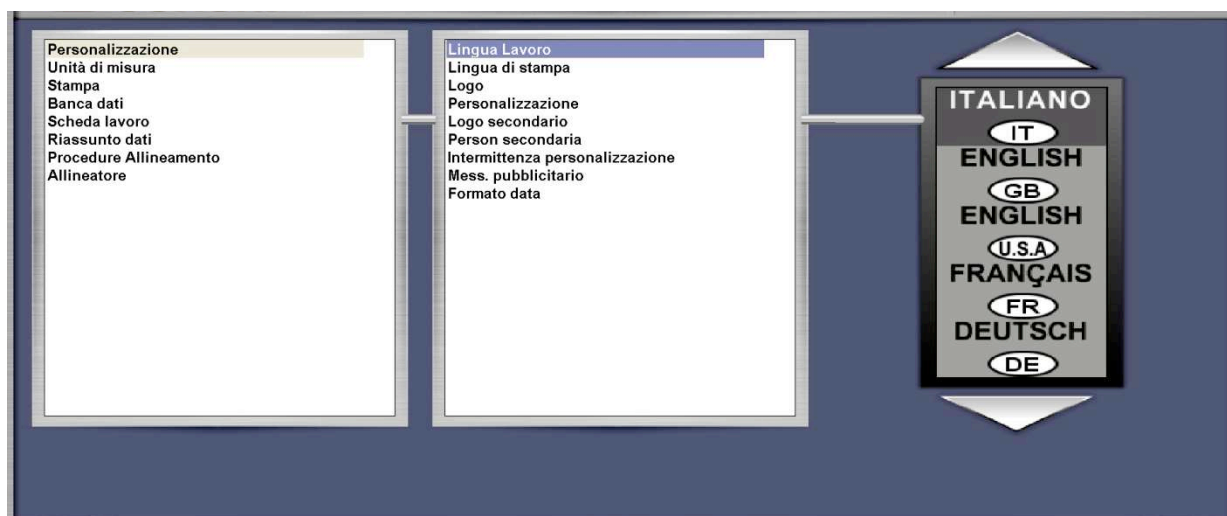 Personalizzazione
Unità di misura
Stampa
Banca dati
Scheda lavoro
Riassunto dati
Procedure Allineamento
Allineatore
Lingua Lavoro
Lingua di stampa
Logo
Personalizzazione
Logo secondario
Person secondaria
Intermittenza personalizzazione
Mess. pubblicitario
Formato data
ITALIANO
IT
ENGLISH
GB
ENGLISH
U.S.A
FRANÇAIS
FR
DEUTSCH
DE